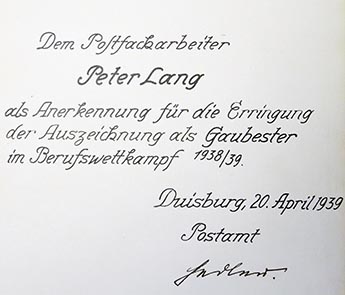 Dem Postfacharbeiter
Peter Lang
als Anerkennung für die Erringung
der Auszeichnung als Gaubester
im Berufswettkampf 1938/39.
Duisburg, 20. April 1939
Postamt